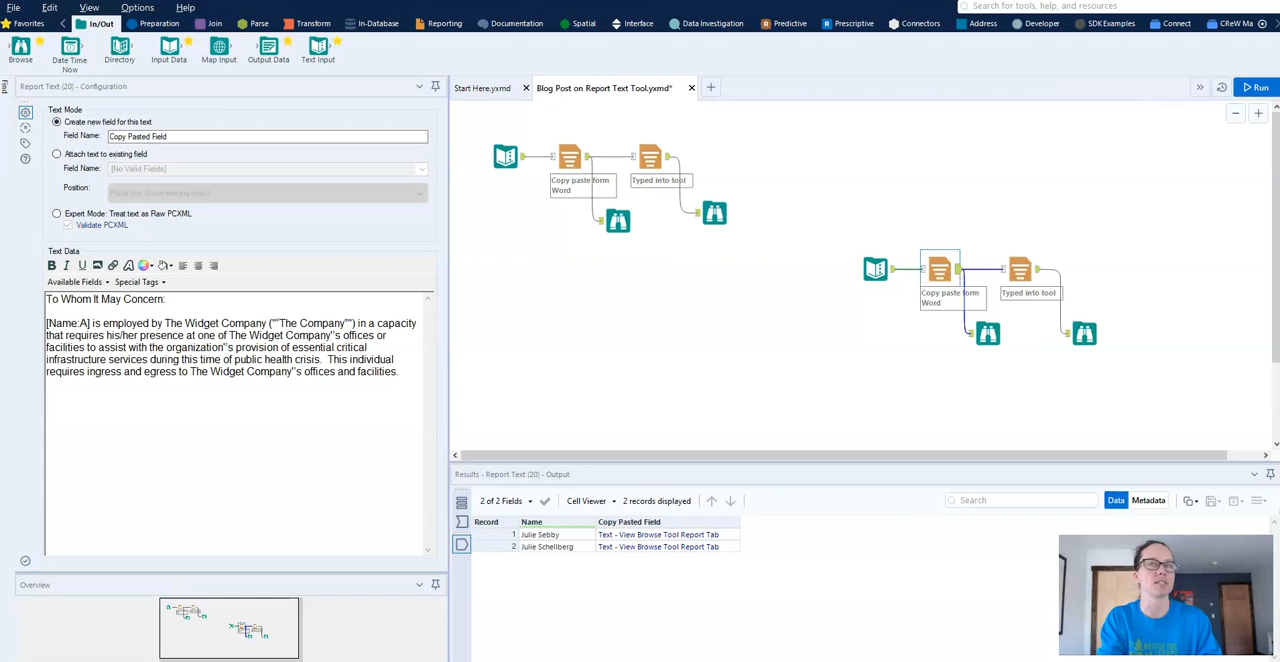 File Edit View Options Help
Search for tools, help, and resources
Favorites In/Out Preparation Join Parse Transform In-Database Reporting Documentation Spatial Interface Data Investigation Predictive Prescriptive Connectors Address Developer SDK Examples Connect CReW Ma
Browse Date Time Now Directory Input Data Map Input Output Data Text Input
Find
Report Text (20) - Configuration
Text Mode
Create new field for this text
Field Name: Copy Pasted Field
Attach text to existing field
Field Name: [No Valid Fields]
Position: Place text above existing object
Expert Mode: Treat text as Raw PCXML
Validate PCXML
Text Data
B I U A
Available Fields Special Tags
To Whom It May Concern:
[Name:A] is employed by The Widget Company (""The Company"") in a capacity
that requires his/her presence at one of The Widget Company''s offices or
facilities to assist with the organization''s provision of essential critical
infrastructure services during this time of public health crisis. This individual
requires ingress and egress to The Widget Company''s offices and facilities.
Overview
Start Here.yxmd Blog Post on Report Text Tool.yxmd*
Run
Copy paste form
Word
Typed into tool
Copy paste form
Word
Typed into tool
Results - Report Text (20) - Output
2 of 2 Fields Cell Viewer 2 records displayed Search Data Metadata
Record Name Copy Pasted Field
1 Julie Sebby Text - View Browse Tool Report Tab
2 Julie Schellberg Text - View Browse Tool Report Tab